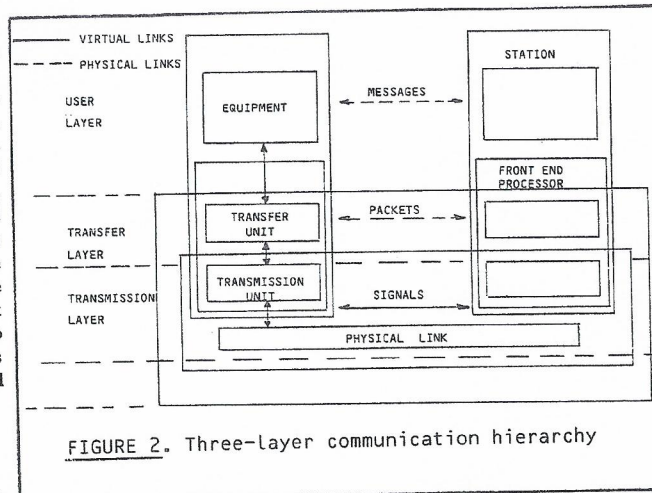 VIRTUAL LINKS
PHYSICAL LINKS
STATION
USER
LAYER
EQUIPMENT
MESSAGES
FRONT END
PROCESSOR
TRANSFER
LAYER
TRANSFER
UNIT
PACKETS
TRANSMISSION
LAYER
TRANSMISSION
UNIT
SIGNALS
PHYSICAL LINK
FIGURE 2. Three-layer communication hierarchy